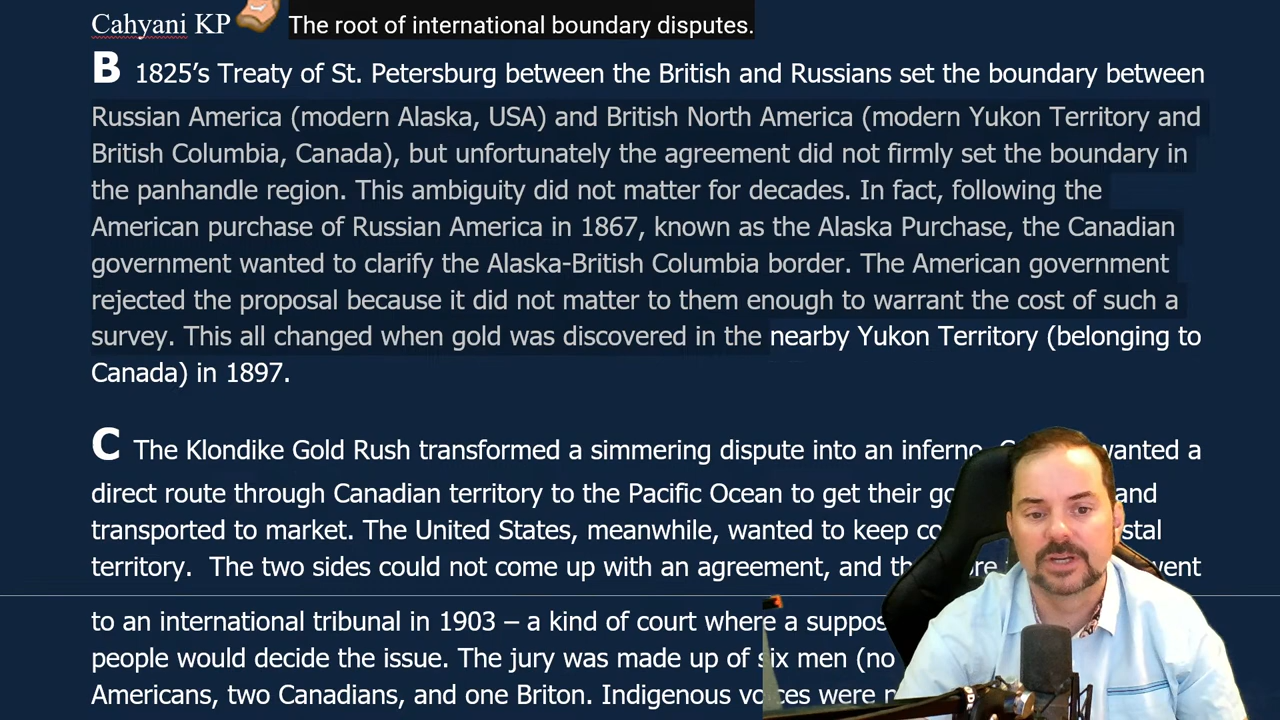 Cahyani KP The root of international boundary disputes.
B 1825’s Treaty of St. Petersburg between the British and Russians set the boundary between
Russian America (modern Alaska, USA) and British North America (modern Yukon Territory and
British Columbia, Canada), but unfortunately the agreement did not firmly set the boundary in
the panhandle region. This ambiguity did not matter for decades. In fact, following the
American purchase of Russian America in 1867, known as the Alaska Purchase, the Canadian
government wanted to clarify the Alaska-British Columbia border. The American government
rejected the proposal because it did not matter to them enough to warrant the cost of such a
survey. This all changed when gold was discovered in the nearby Yukon Territory (belonging to
Canada) in 1897.
C The Klondike Gold Rush transformed a simmering dispute into an inferno. wanted a
direct route through Canadian territory to the Pacific Ocean to get their and
transported to market. The United States, meanwhile, wanted to keep
territory. The two sides could not come up with an agreement, and
to an international tribunal in 1903 – a kind of court where a
people would decide the issue. The jury was made up of six men (no
Americans, two Canadians, and one Briton. Indigenous voices were